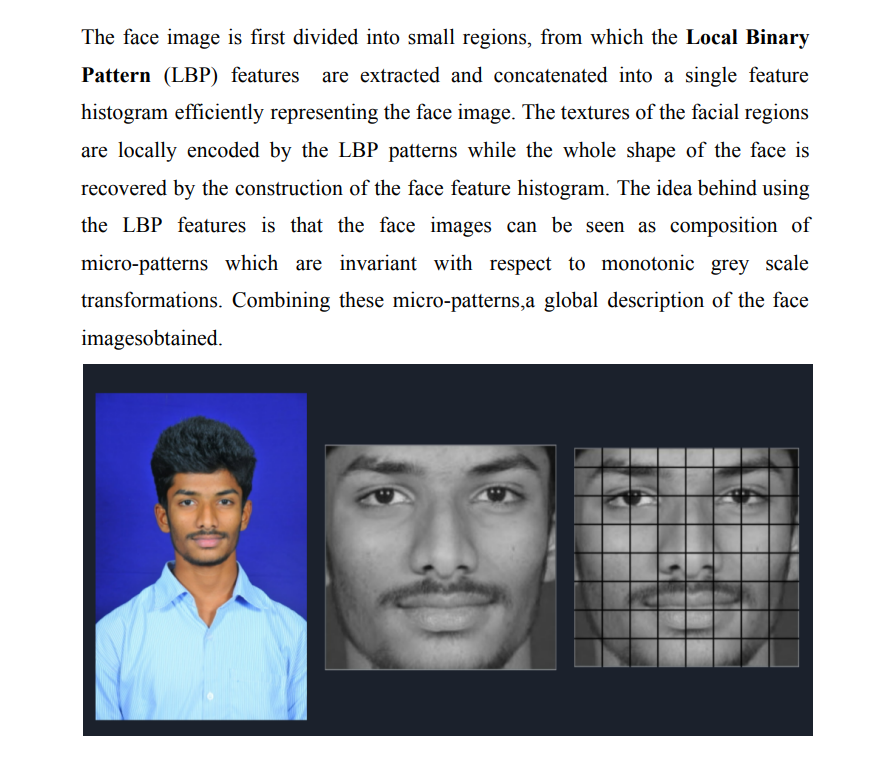 The face image is first divided into small regions, from which the Local Binary
Pattern (LBP) features are extracted and concatenated into a single feature
histogram efficiently representing the face image. The textures of the facial regions
are locally encoded by the LBP patterns while the whole shape of the face is
recovered by the construction of the face feature histogram. The idea behind using
the LBP features is that the face images can be seen as composition of
micro-patterns which are invariant with respect to monotonic grey scale
transformations. Combining these micro-patterns,a global description of the face
imagesobtained.